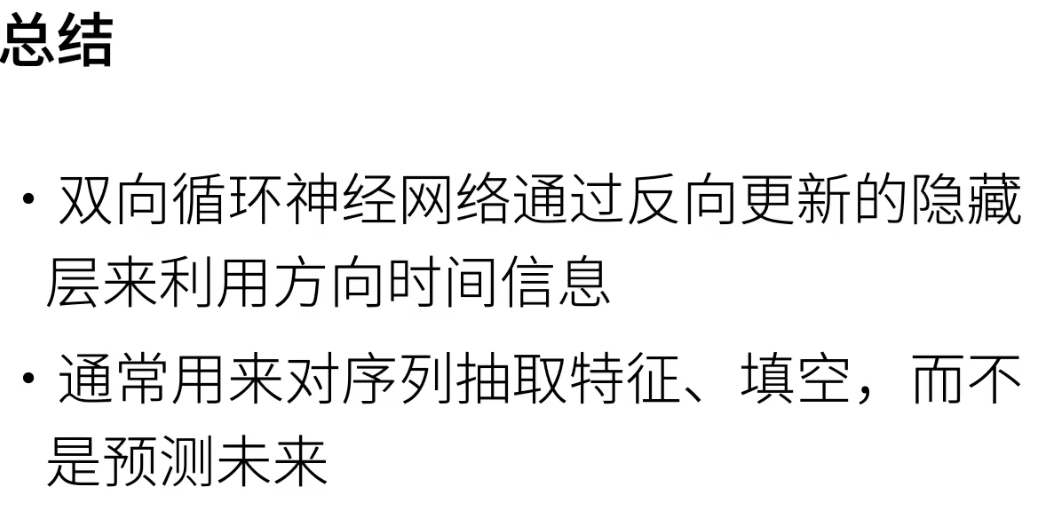 总结
• 双向循环神经网络通过反向更新的隐藏
层来利用方向时间信息
• 通常用来对序列抽取特征、填空，而不
是预测未来